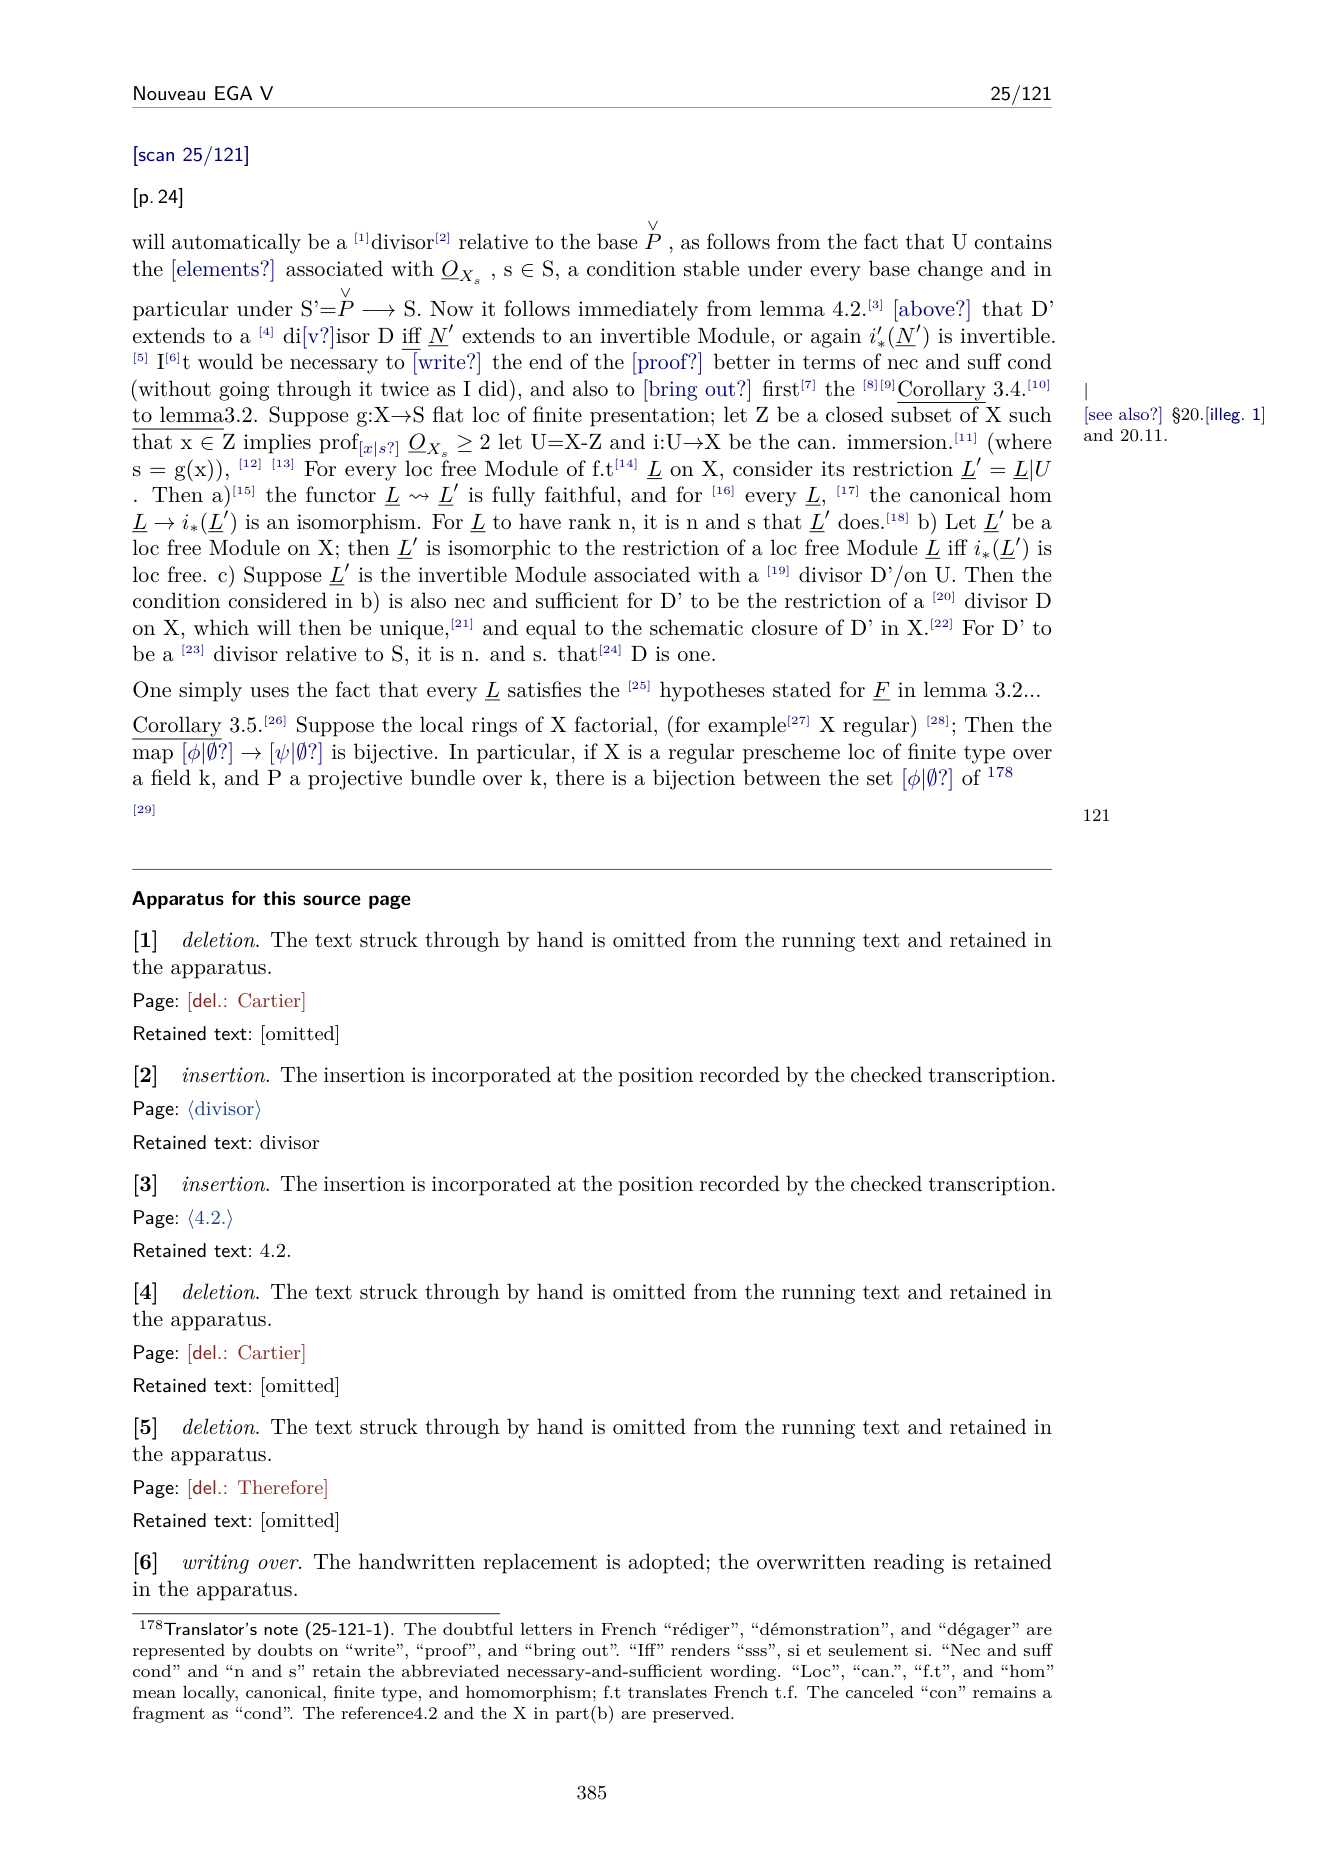 Nouveau EGA V 25/121
[scan 25/121]
[p. 24]
will automatically be a [1]divisor[2] relative to the base P̌ , as follows from the fact that U contains
the [elements?] associated with O_{X_s} , s ∈ S, a condition stable under every base change and in
particular under S'=P̌ ⟶ S. Now it follows immediately from lemma 4.2.[3] [above?] that D'
extends to a [4] di[v?]isor D iff N′ extends to an invertible Module, or again i′_*(N′) is invertible.
[5] I[6]t would be necessary to [write?] the end of the [proof?] better in terms of nec and suff cond
(without going through it twice as I did), and also to [bring out?] first[7] the [8][9]Corollary 3.4.[10]
|
to lemma3.2. Suppose g:X→S flat loc of finite presentation; let Z be a closed subset of X such
[see also?] §20.[illeg. 1]
that x ∈ Z implies prof_{[x|s?]} O_{X_s} ≥ 2 let U=X-Z and i:U→X be the can. immersion.[11] (where
and 20.11.
s = g(x)), [12] [13] For every loc free Module of f.t[14] L on X, consider its restriction L′ = L|U
. Then a)[15] the functor L ⇝ L′ is fully faithful, and for [16] every L, [17] the canonical hom
L → i_*(L′) is an isomorphism. For L to have rank n, it is n and s that L′ does.[18] b) Let L′ be a
loc free Module on X; then L′ is isomorphic to the restriction of a loc free Module L iff i_*(L′) is
loc free. c) Suppose L′ is the invertible Module associated with a [19] divisor D'/on U. Then the
condition considered in b) is also nec and sufficient for D' to be the restriction of a [20] divisor D
on X, which will then be unique,[21] and equal to the schematic closure of D' in X.[22] For D' to
be a [23] divisor relative to S, it is n. and s. that[24] D is one.
One simply uses the fact that every L satisfies the [25] hypotheses stated for F in lemma 3.2...
Corollary 3.5.[26] Suppose the local rings of X factorial, (for example[27] X regular) [28]; Then the
map [ϕ|∅?] → [ψ|∅?] is bijective. In particular, if X is a regular prescheme loc of finite type over
a field k, and P a projective bundle over k, there is a bijection between the set [ϕ|∅?] of 178
[29]
121
Apparatus for this source page
[1] deletion. The text struck through by hand is omitted from the running text and retained in
the apparatus.
Page: [del.: Cartier]
Retained text: [omitted]
[2] insertion. The insertion is incorporated at the position recorded by the checked transcription.
Page: ⟨divisor⟩
Retained text: divisor
[3] insertion. The insertion is incorporated at the position recorded by the checked transcription.
Page: ⟨4.2.⟩
Retained text: 4.2.
[4] deletion. The text struck through by hand is omitted from the running text and retained in
the apparatus.
Page: [del.: Cartier]
Retained text: [omitted]
[5] deletion. The text struck through by hand is omitted from the running text and retained in
the apparatus.
Page: [del.: Therefore]
Retained text: [omitted]
[6] writing over. The handwritten replacement is adopted; the overwritten reading is retained
in the apparatus.
178Translator's note (25-121-1). The doubtful letters in French “rédiger”, “démonstration”, and “dégager” are
represented by doubts on “write”, “proof”, and “bring out”. “Iff” renders “sss”, si et seulement si. “Nec and suff
cond” and “n and s” retain the abbreviated necessary-and-sufficient wording. “Loc”, “can.”, “f.t”, and “hom”
mean locally, canonical, finite type, and homomorphism; f.t translates French t.f. The canceled “con” remains a
fragment as “cond”. The reference4.2 and the X in part(b) are preserved.
385